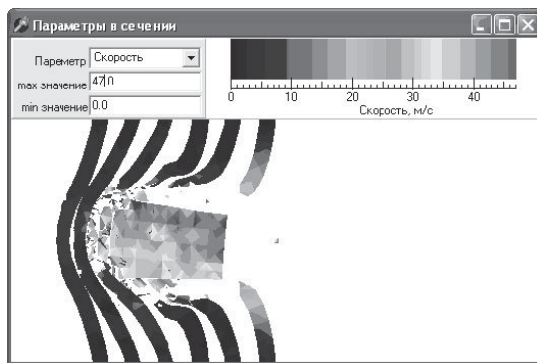 Параметры в сечении
Параметр Скорость
max значение 47.0
min значение 0.0
0 10 20 30 40
Скорость, м/с